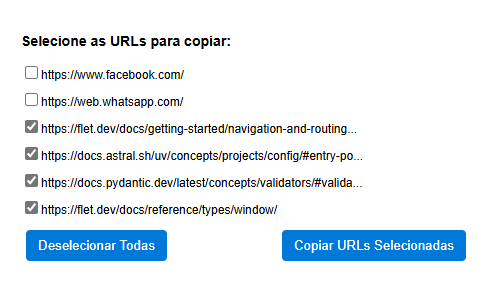 Selecione as URLs para copiar:
https://www.facebook.com/
https://web.whatsapp.com/
https://flet.dev/docs/getting-started/navigation-and-routing...
https://docs.astral.sh/uv/concepts/projects/config/#entry-po...
https://docs.pydantic.dev/latest/concepts/validators/#valida...
https://flet.dev/docs/reference/types/window/
Deselecionar Todas
Copiar URLs Selecionadas